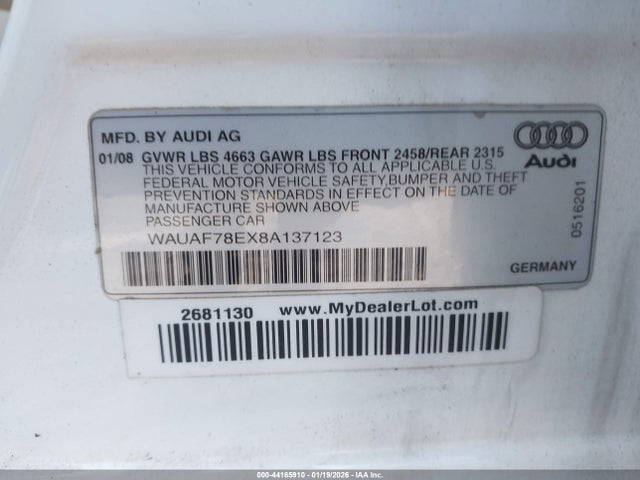 MFD. BY AUDI AG
01/08 GVWR LBS 4663 GAWR LBS FRONT 2458/REAR 2315
THIS VEHICLE CONFORMS TO ALL APPLICABLE U.S.
FEDERAL MOTOR VEHICLE SAFETY,BUMPER AND THEFT
PREVENTION STANDARDS IN EFFECT ON THE DATE OF
MANUFACTURE SHOWN ABOVE
PASSENGER CAR
WAUAF78EX8A137123
Audi
0516201
GERMANY
2681130 www.MyDealerLot.com
000-44165910 - 01/19/2026 - IAAI Inc.